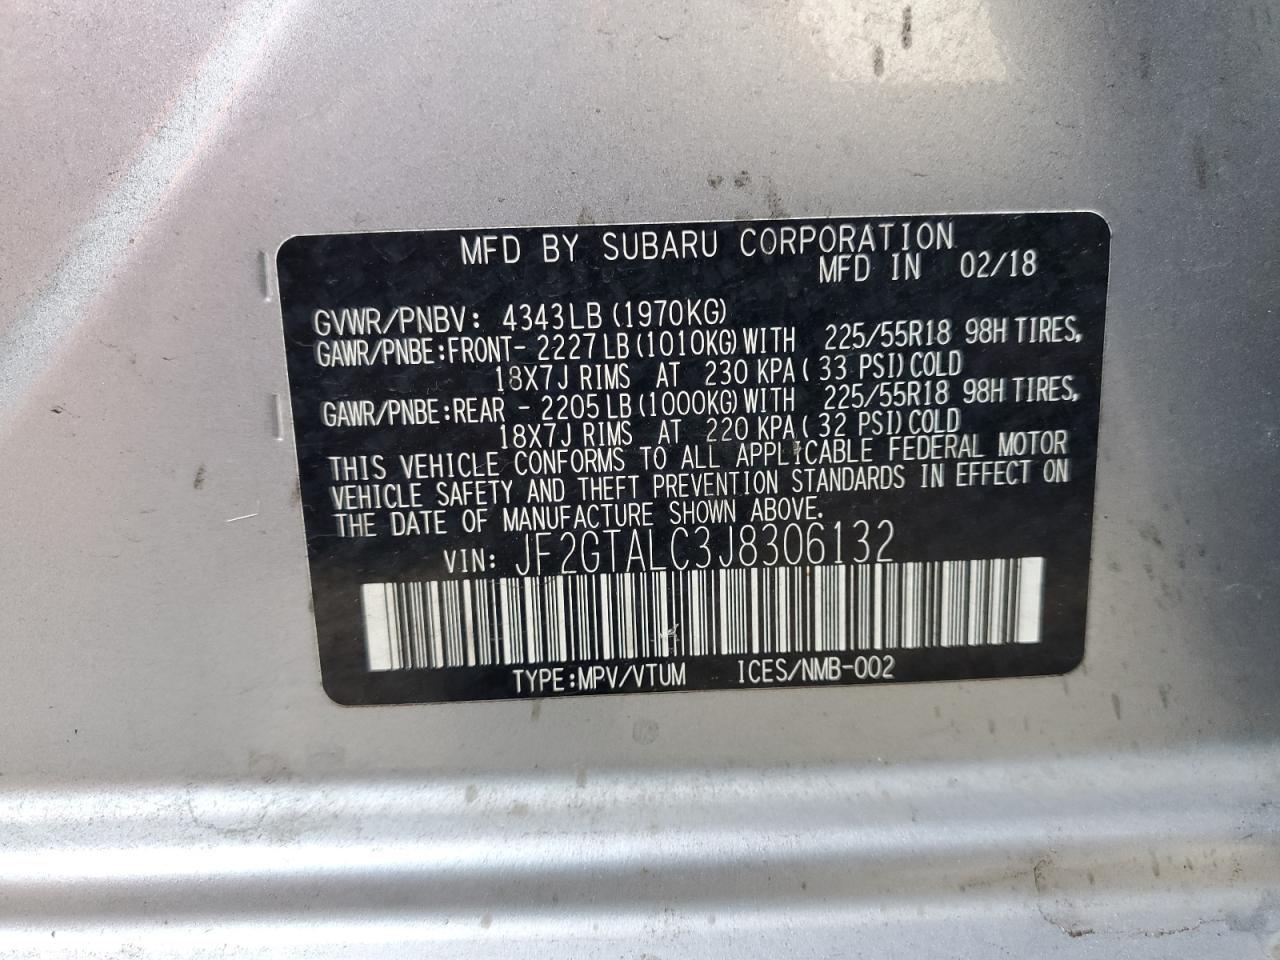 MFD BY SUBARU CORPORATION
MFD IN 02/18
GVWR/PNBV: 4343LB(1970KG)
GAWR/PNBE:FRONT- 2227LB(1010KG)WITH 225/55R18 98H TIRES,
18X7J RIMS AT 230 KPA( 33 PSI)COLD
GAWR/PNBE:REAR - 2205LB(1000KG)WITH 225/55R18 98H TIRES,
18X7J RIMS AT 220 KPA( 32 PSI)COLD
THIS VEHICLE CONFORMS TO ALL APPLICABLE FEDERAL MOTOR
VEHICLE SAFETY AND THEFT PREVENTION STANDARDS IN EFFECT ON
THE DATE OF MANUFACTURE SHOWN ABOVE.
VIN: JF2GTALC3J8306132
TYPE:MPV/VTUM ICES/NMB-002